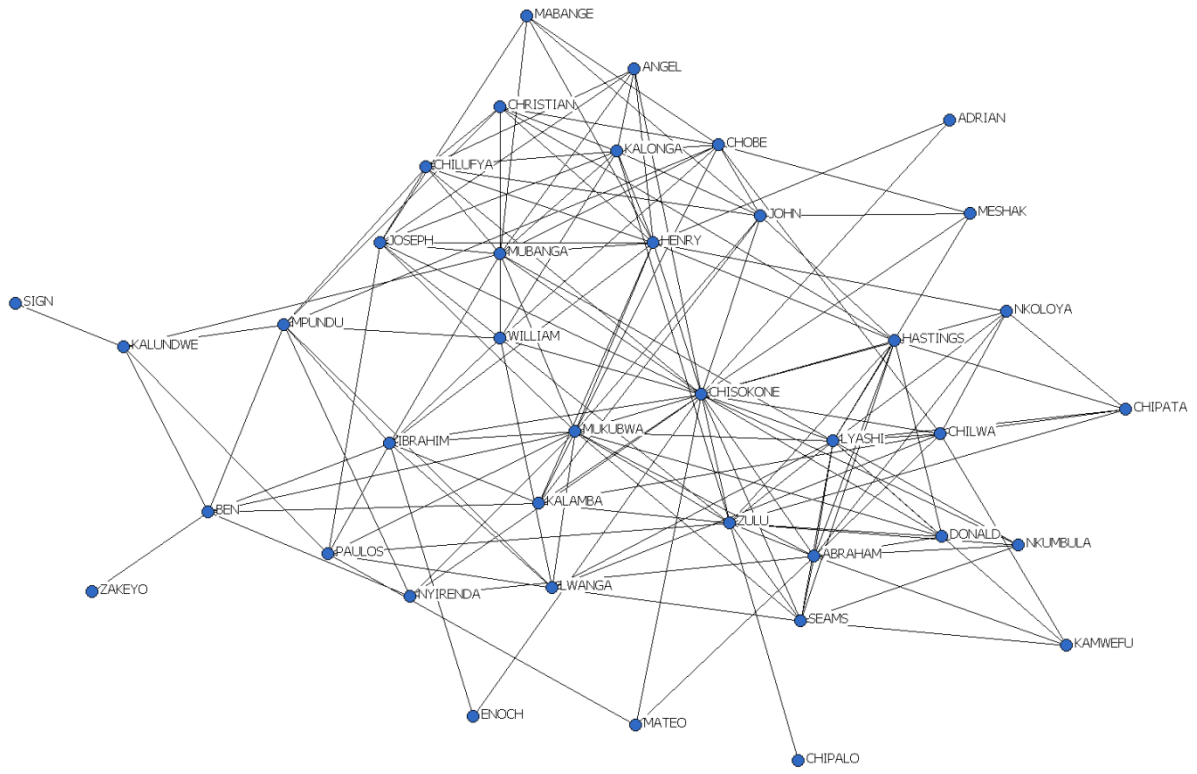 MABANGE
ANGEL
CHRISTIAN
ADRIAN
CHOBE
KALONGA
CHILUFYA
MESHAK
JOHN
JOSEPH
HENRY
MUBANGA
SIGN
NKOLOYA
MPUNDU
WILLIAM
HASTINGS
KALUNDWE
CHISOKONE
CHIPATA
MUKUBWA
CHILWA
LYASHI
IBRAHIM
KALAMBA
BEN
ZULU
DONALD
NKUMBULA
PAULOS
ABRAHAM
LWANGA
ZAKEYO
NYIRENDA
SEAMS
KAMWEFU
ENOCH
MATEO
CHIPALO